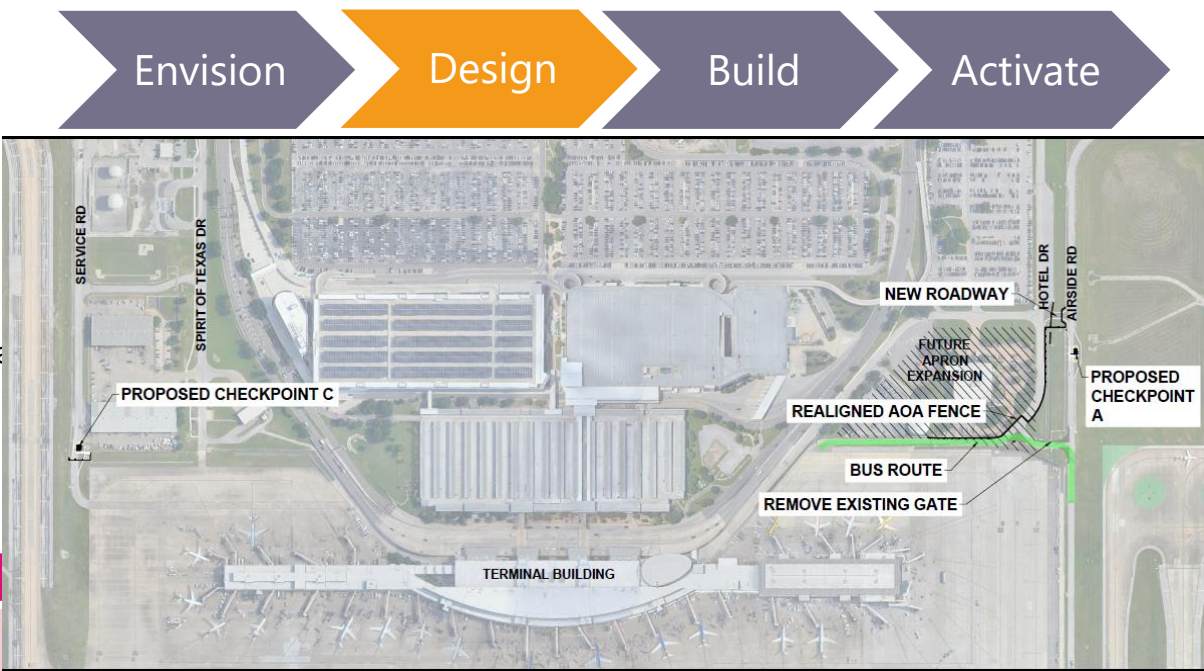 Envision
Design
Build
Activate
SERVICE RD
SPIRIT OF TEXAS DR
HOTEL DR
AIRSIDE RD
NEW ROADWAY
FUTURE
APRON
EXPANSION
PROPOSED
CHECKPOINT
A
PROPOSED CHECKPOINT C
REALIGNED AOA FENCE
BUS ROUTE
REMOVE EXISTING GATE
TERMINAL BUILDING